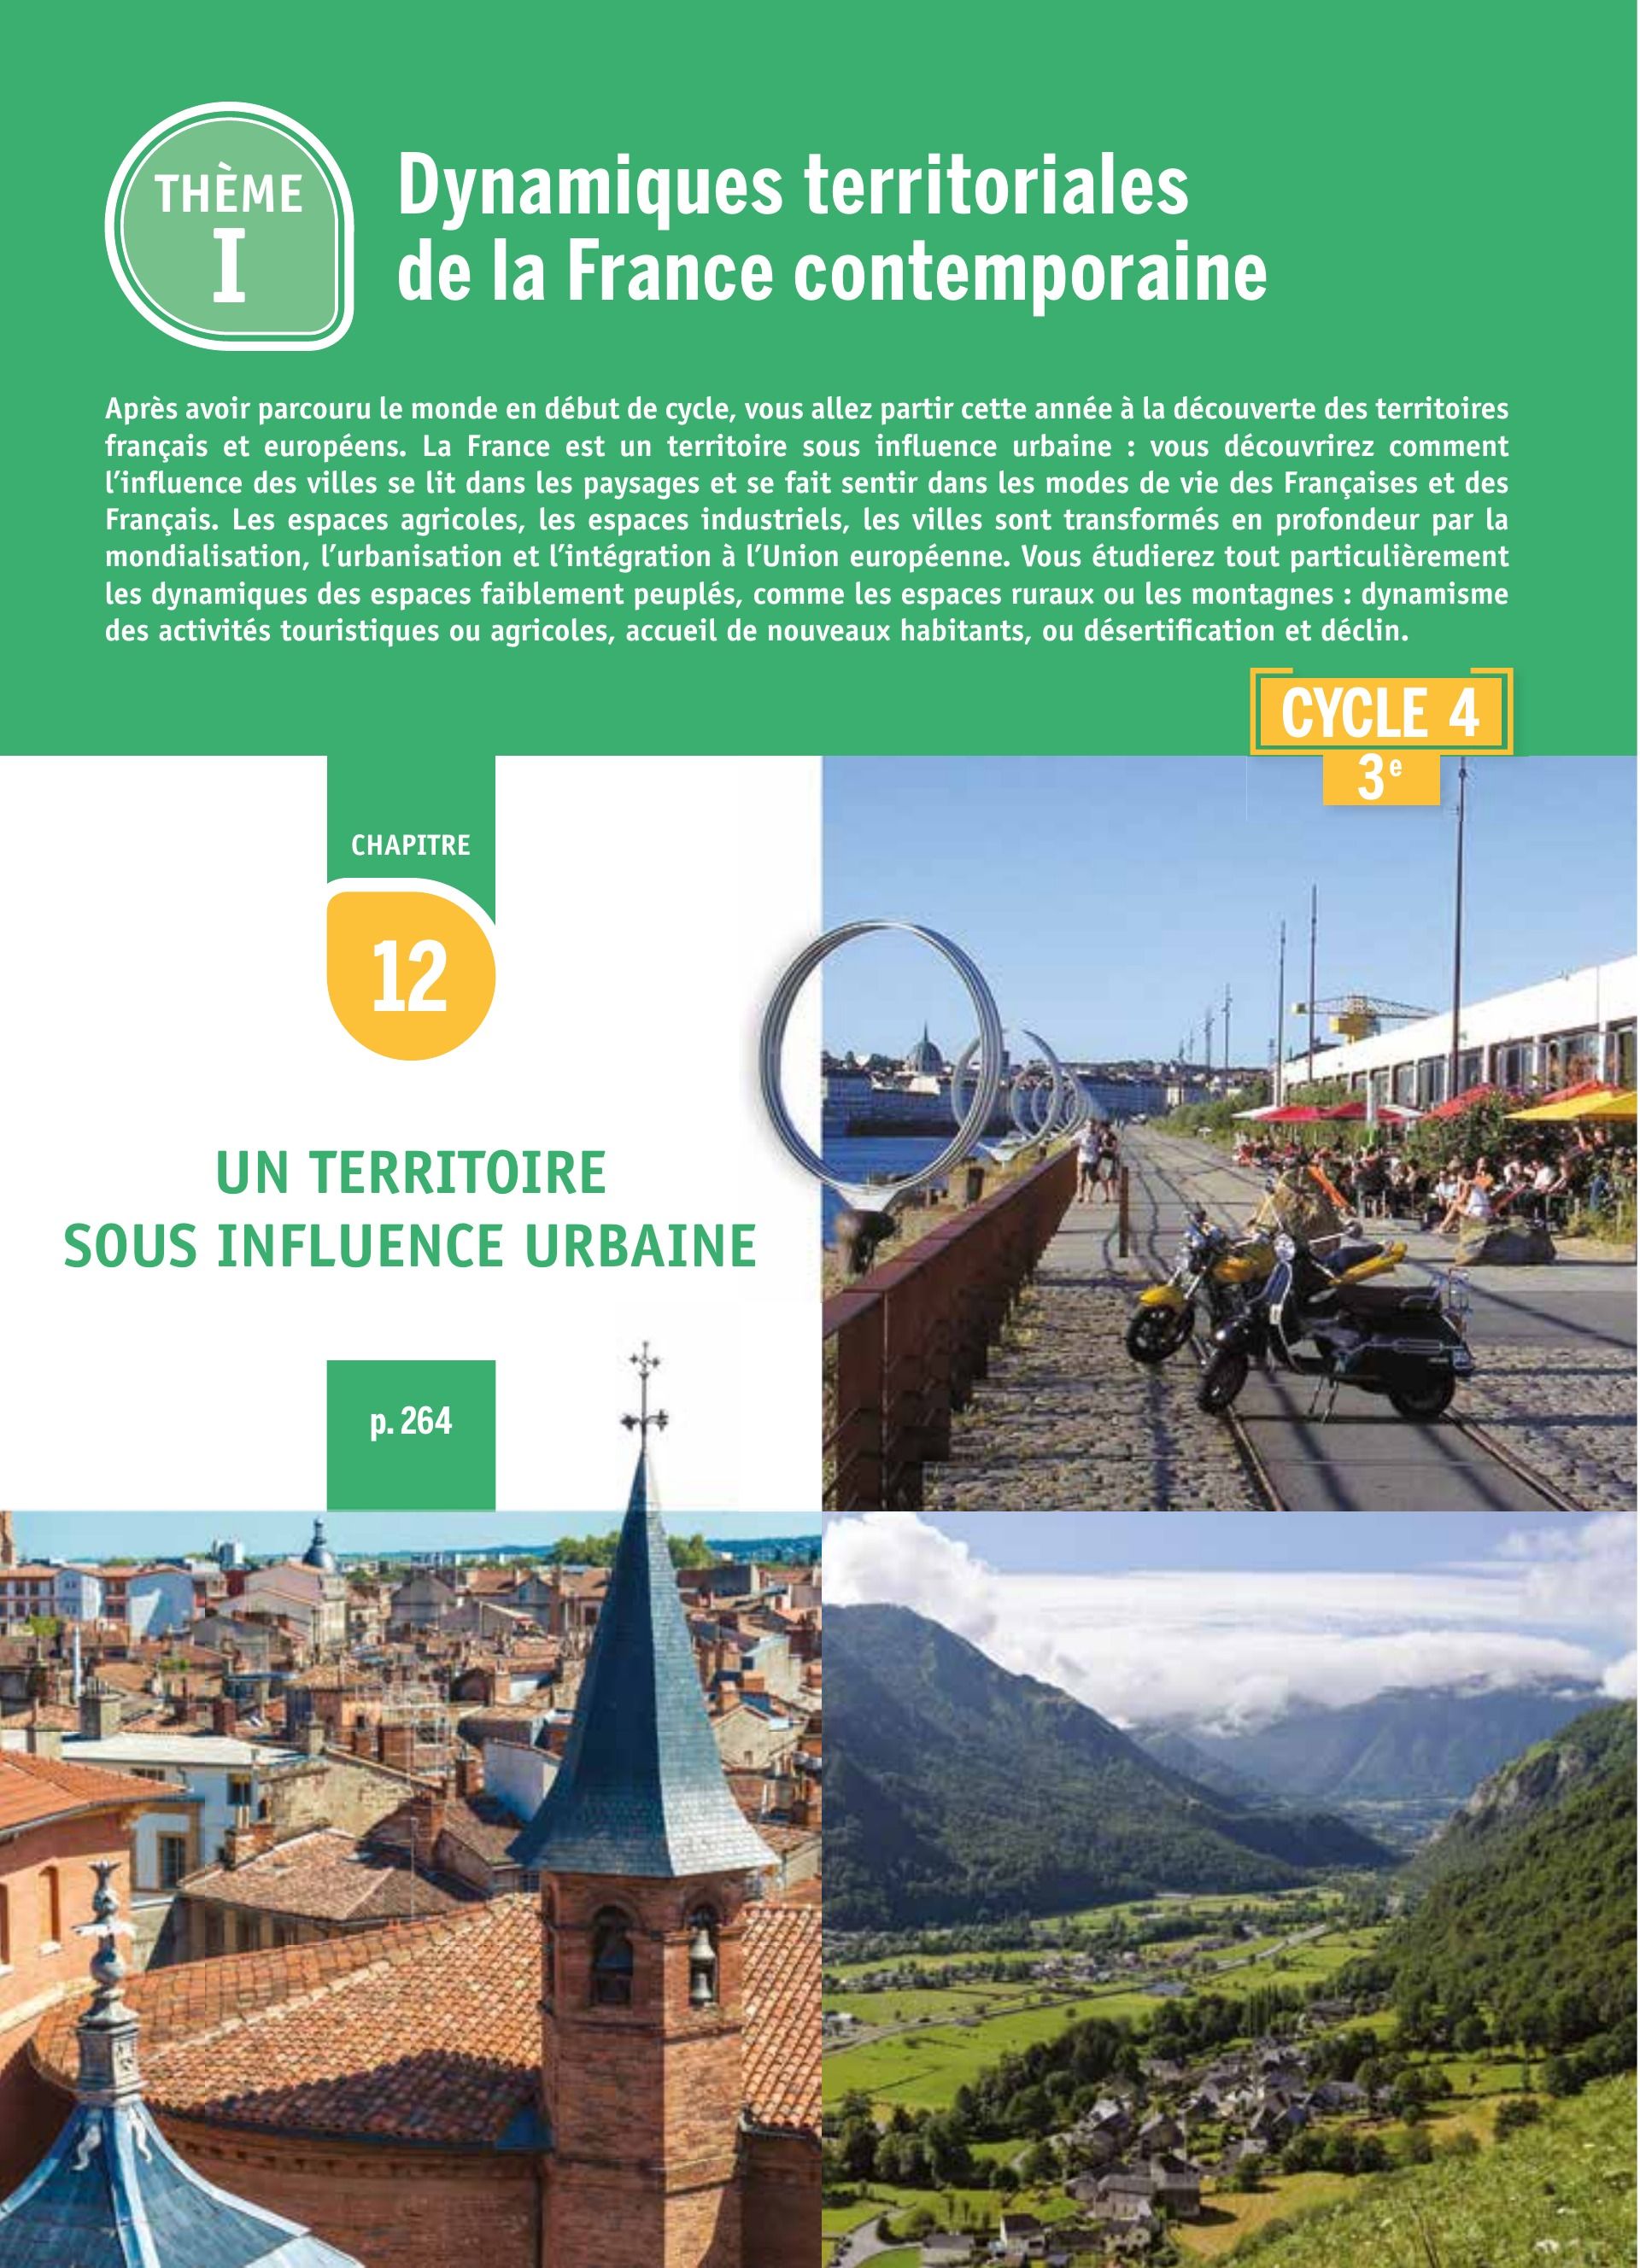 THÈME
I
Dynamiques territoriales
de la France contemporaine
Après avoir parcouru le monde en début de cycle, vous allez partir cette année à la découverte des territoires
français et européens. La France est un territoire sous influence urbaine : vous découvrirez comment
l’influence des villes se lit dans les paysages et se fait sentir dans les modes de vie des Françaises et des
Français. Les espaces agricoles, les espaces industriels, les villes sont transformés en profondeur par la
mondialisation, l’urbanisation et l’intégration à l’Union européenne. Vous étudierez tout particulièrement
les dynamiques des espaces faiblement peuplés, comme les espaces ruraux ou les montagnes : dynamisme
des activités touristiques ou agricoles, accueil de nouveaux habitants, ou désertification et déclin.
CYCLE 4
3e
CHAPITRE
12
UN TERRITOIRE
SOUS INFLUENCE URBAINE
p. 264